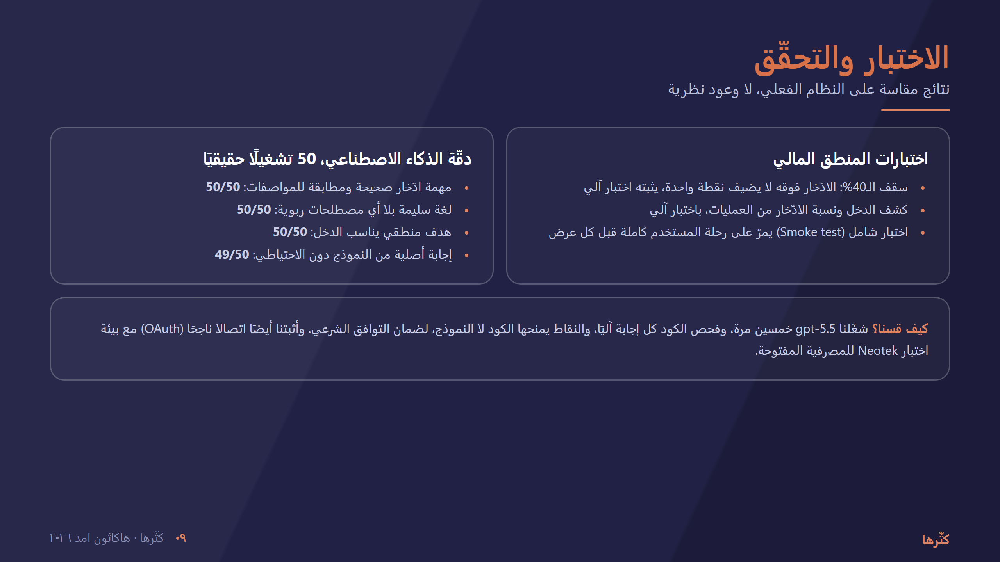 الاختبار والتحقّق
نتائج مقاسة على النظام الفعلي، لا وعود نظرية
اختبارات المنطق المالي
• سقف الـ40%: الادّخار فوقه لا يضيف نقطة واحدة، يثبته اختبار آلي
• كشف الدخل ونسبة الادّخار من العمليات، باختبار آلي
• اختبار شامل (Smoke test) يمرّ على رحلة المستخدم كاملة قبل كل عرض
دقّة الذكاء الاصطناعي، 50 تشغيلًا حقيقيًا
• مهمة ادّخار صحيحة ومطابقة للمواصفات: 50/50
• لغة سليمة بلا أي مصطلحات ربوية: 50/50
• هدف منطقي يناسب الدخل: 50/50
• إجابة أصلية من النموذج دون الاحتياطي: 49/50
كيف قسنا؟ شغّلنا gpt-5.5 خمسين مرة، وفحص الكود كل إجابة آليًا، والنقاط يمنحها الكود لا النموذج، لضمان التوافق الشرعي. وأثبتنا أيضًا اتصالًا ناجحًا (OAuth) مع بيئة
اختبار Neotek للمصرفية المفتوحة.
كثّرها
٠٩ كثّرها · هاكاثون امد ٢٠٢٦